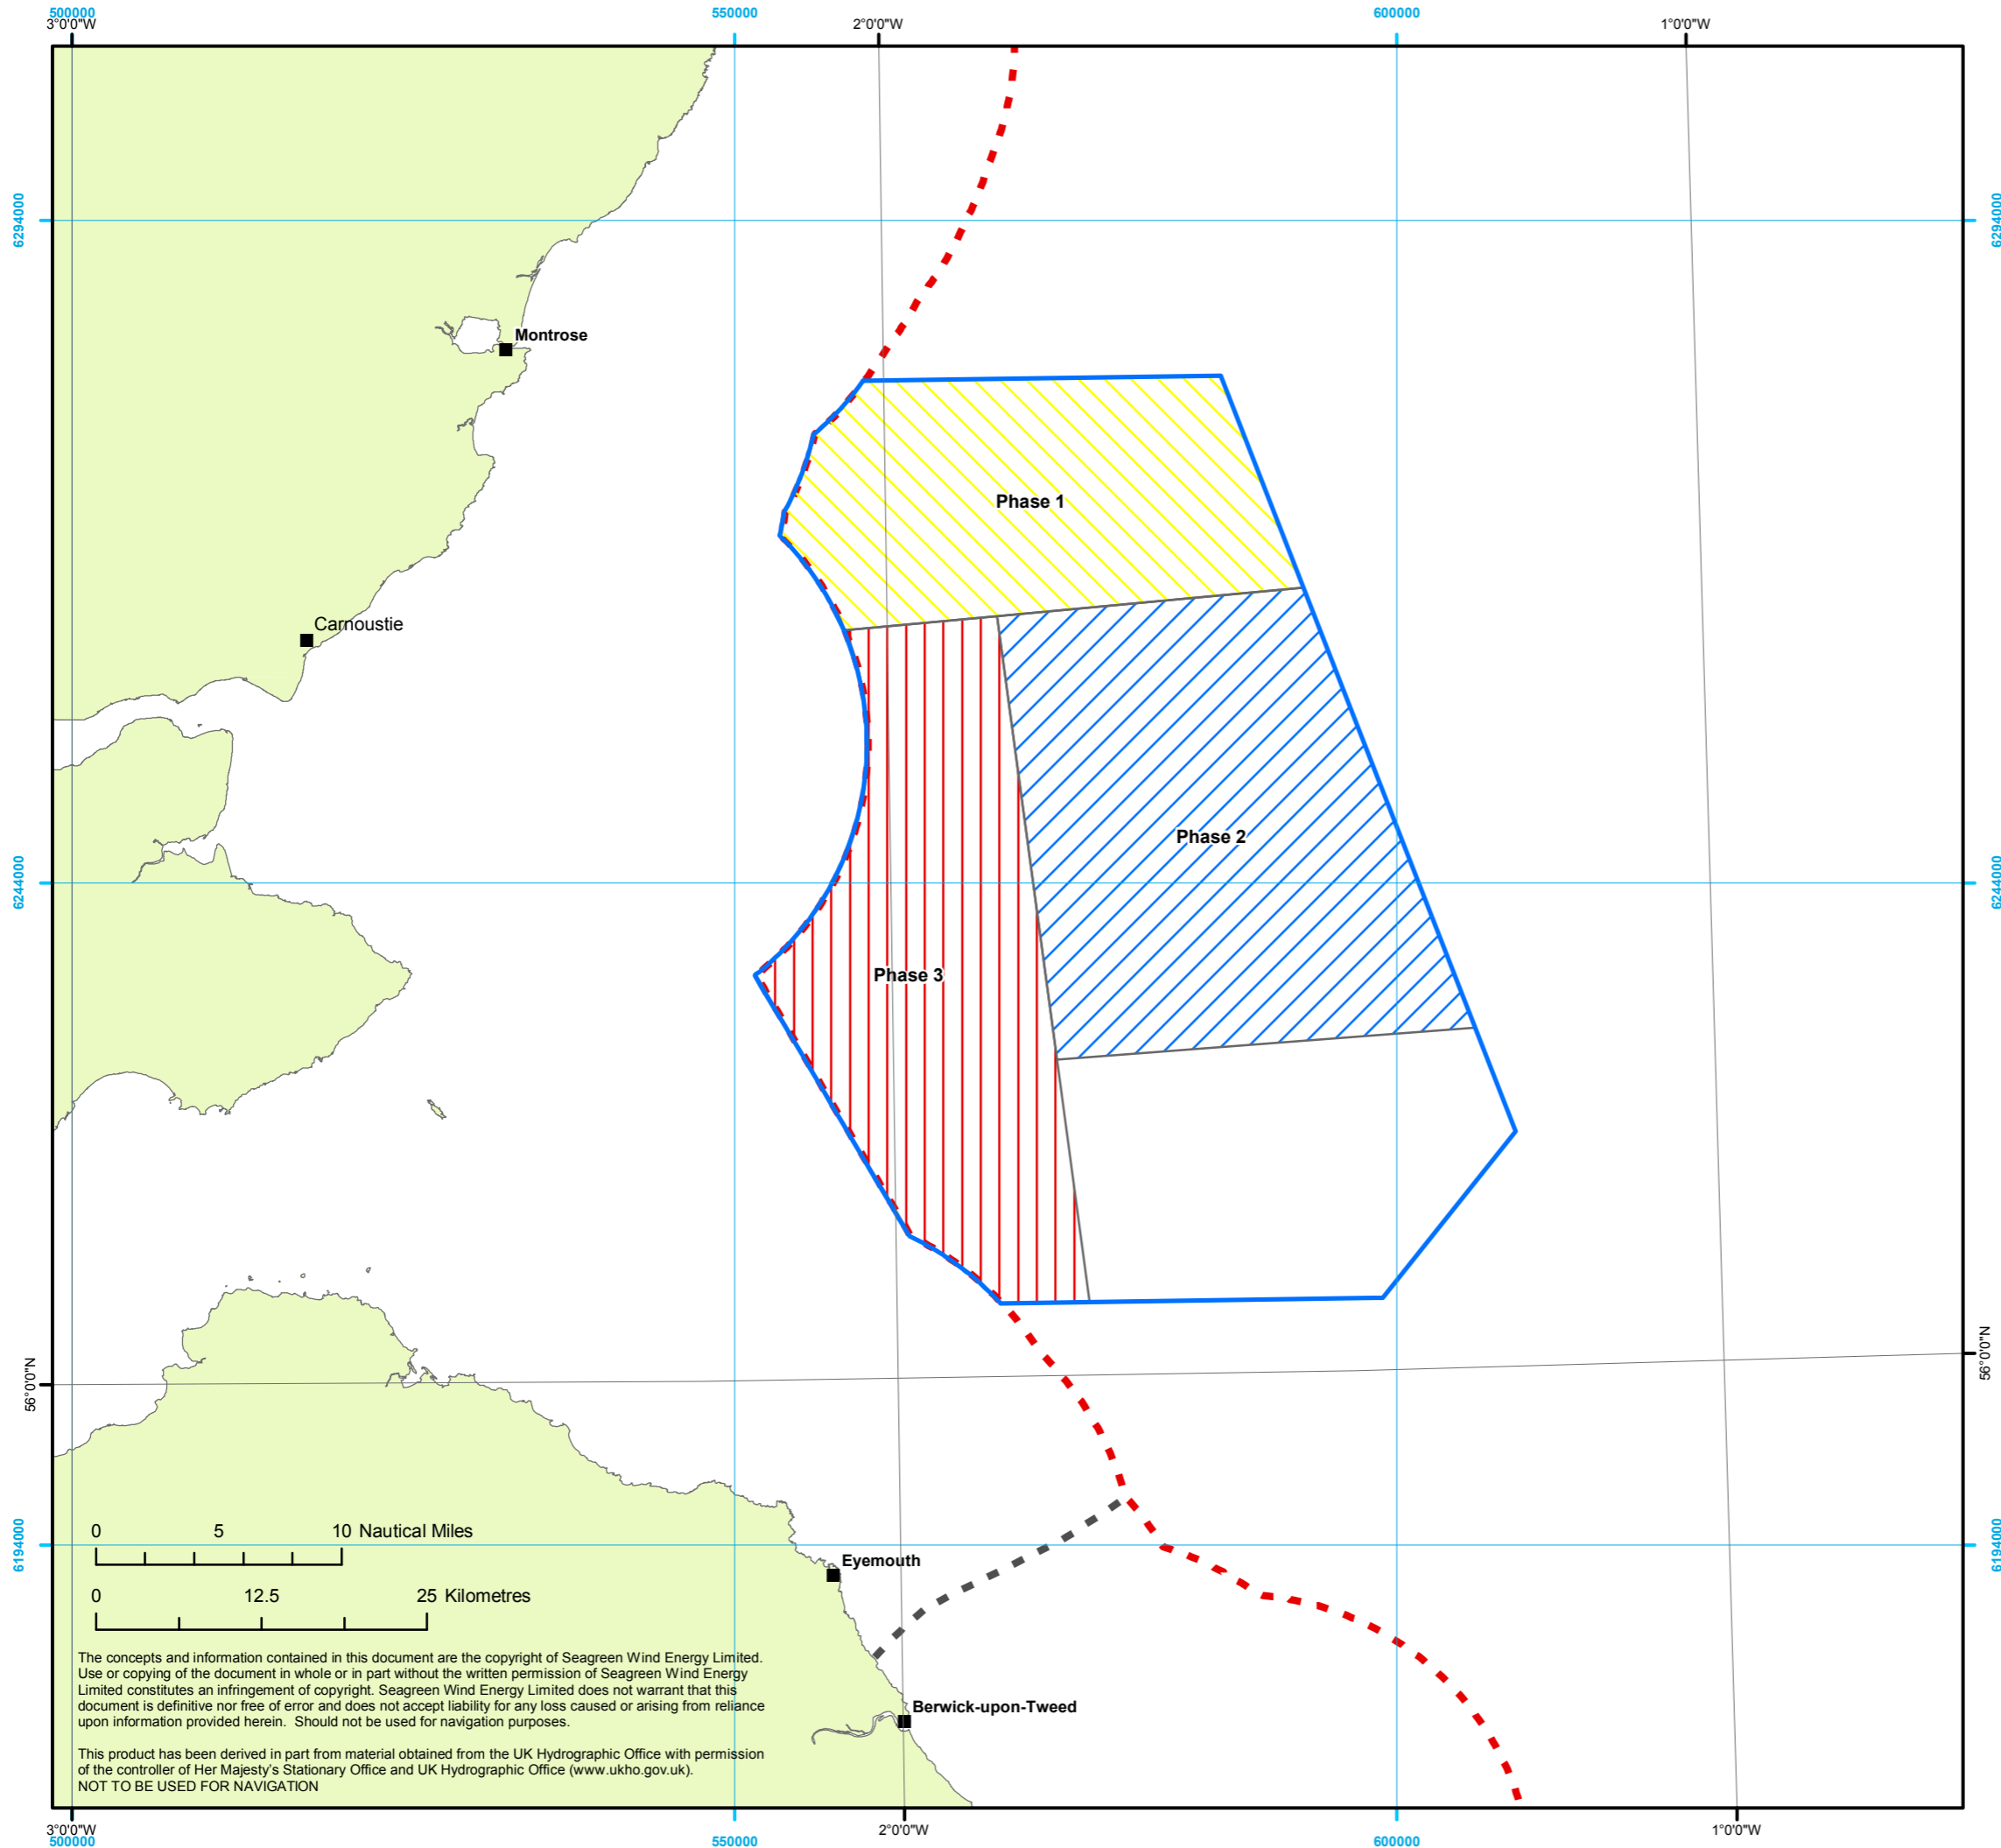 500000
550000
600000
3°0'0"W
2°0'0"W
1°0'0"W
6294000
6294000
Montrose
Phase 1
Carnoustie
Phase 2
6244000
6244000
Phase 3
56°0'0"N
56°0'0"N
0 5 10 Nautical Miles
6194000
6194000
Eyemouth
0 12.5 25 Kilometres
The concepts and information contained in this document are the copyright of Seagreen Wind Energy Limited.
Use or copying of the document in whole or in part without the written permission of Seagreen Wind Energy
Limited constitutes an infringement of copyright. Seagreen Wind Energy Limited does not warrant that this
document is definitive nor free of error and does not accept liability for any loss caused or arising from reliance
upon information provided herein. Should not be used for navigation purposes.
Berwick-upon-Tweed
This product has been derived in part from material obtained from the UK Hydrographic Office with permission
of the controller of Her Majesty's Stationary Office and UK Hydrographic Office (www.ukho.gov.uk).
NOT TO BE USED FOR NAVIGATION
3°0'0"W
2°0'0"W
1°0'0"W
500000
550000
600000